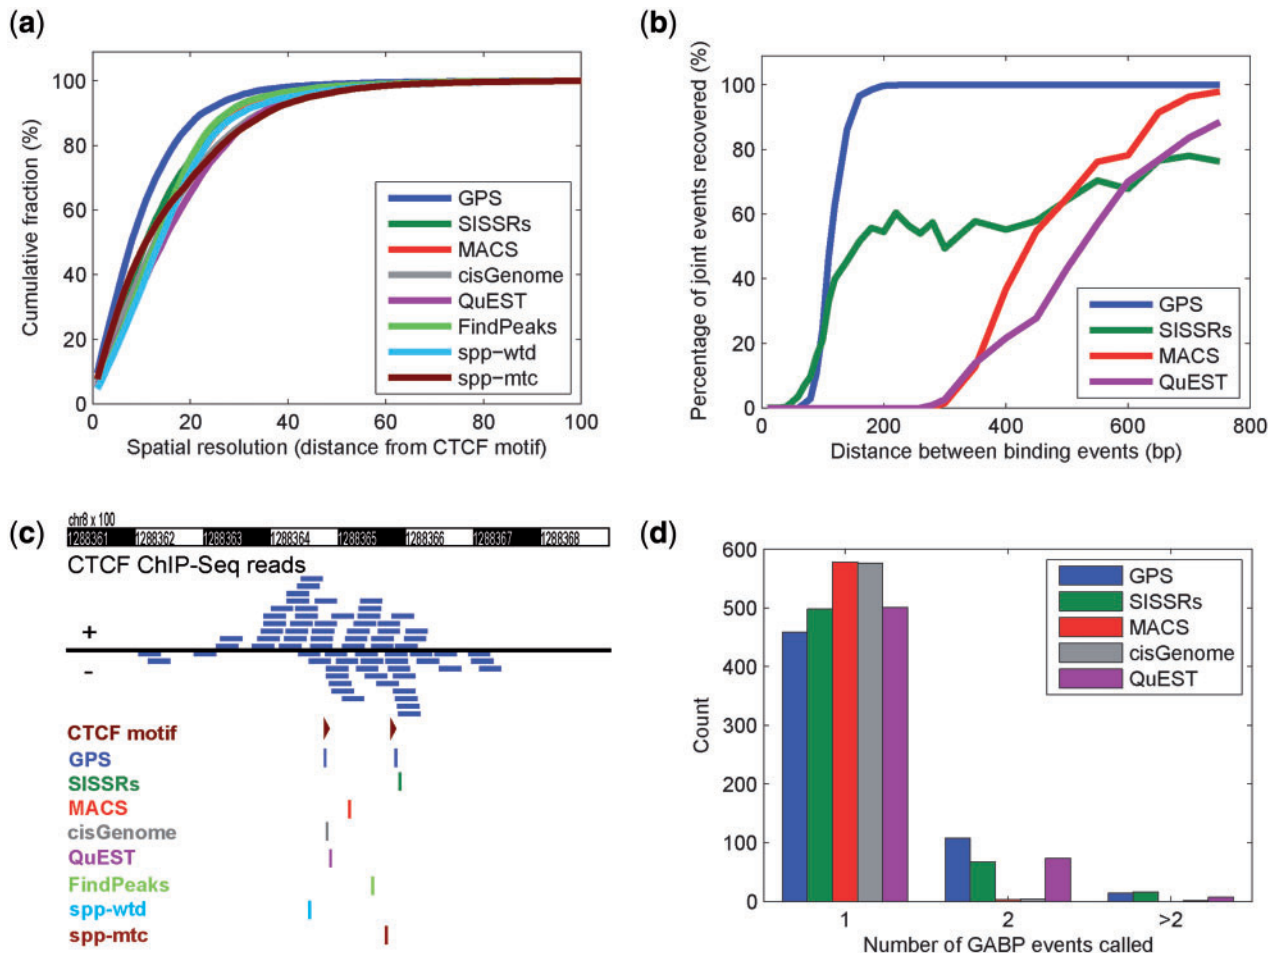 (a)
Cumulative fraction (%)
100
80
60
40
20
0
0 20 40 60 80 100
Spatial resolution (distance from CTCF motif)
GPS
SISSRs
MACS
cisGenome
QuEST
FindPeaks
spp-wtd
spp-mtc
(b)
Percentage of joint events recovered (%)
100
80
60
40
20
0
0 200 400 600 800
Distance between binding events (bp)
GPS
SISSRs
MACS
QuEST
(c)
chr8 x 100
1288361 1288362 1288363 1288364 1288365 1288366 1288367 1288368
CTCF ChIP-Seq reads
+
-
CTCF motif
GPS
SISSRs
MACS
cisGenome
QuEST
FindPeaks
spp-wtd
spp-mtc
(d)
Count
600
500
400
300
200
100
0
1 2 >2
Number of GABP events called
GPS
SISSRs
MACS
cisGenome
QuEST